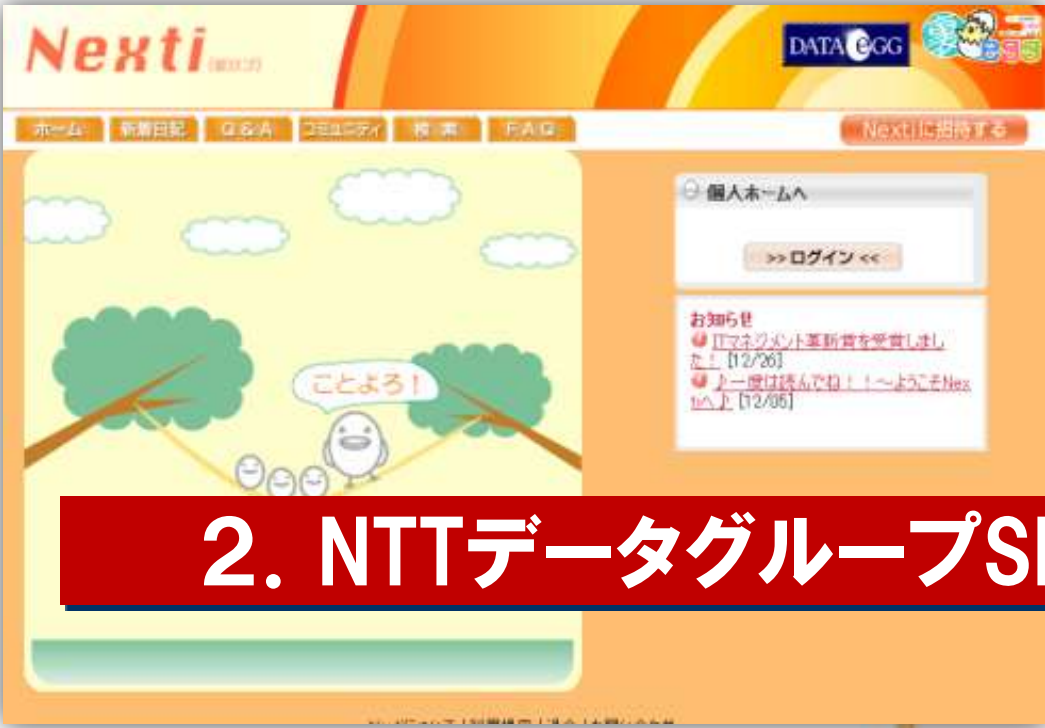 Nexti
DATA eGG
ホーム 新着日記 Q&A コミュニティ 検索 FAQ
Nextiに招待する
個人ホームへ
>> ログイン <<
お知らせ
ITマネジメント革新賞を受賞しまし
た! [12/26]
♪一度は読んでね!!～ようこそNex
tiへ♪ [12/05]
ことよろ!
2. NTTデータグループS